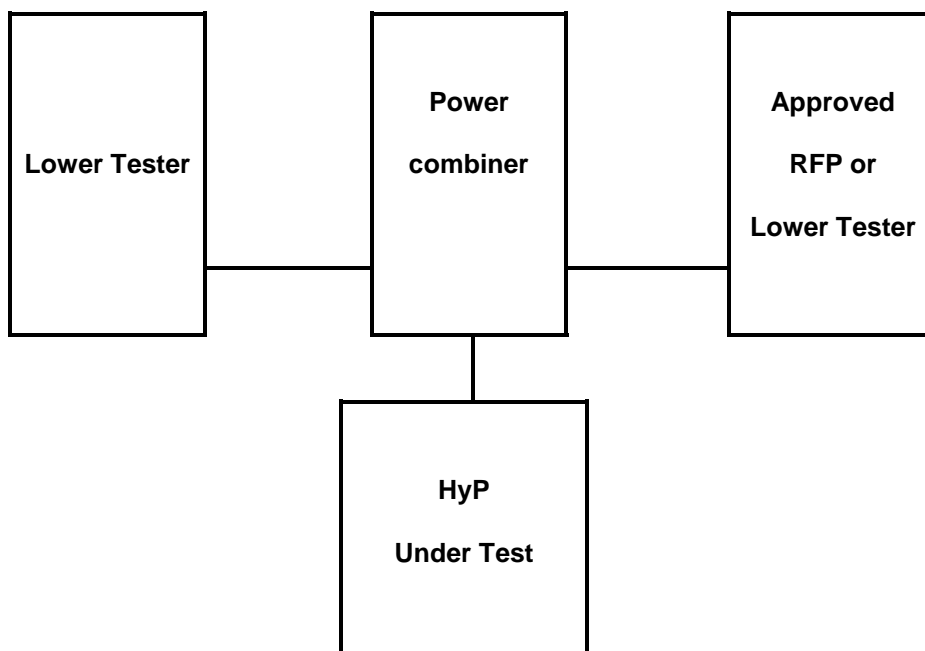 Lower Tester
Power
combiner
Approved
RFP or
Lower Tester
HyP
Under Test